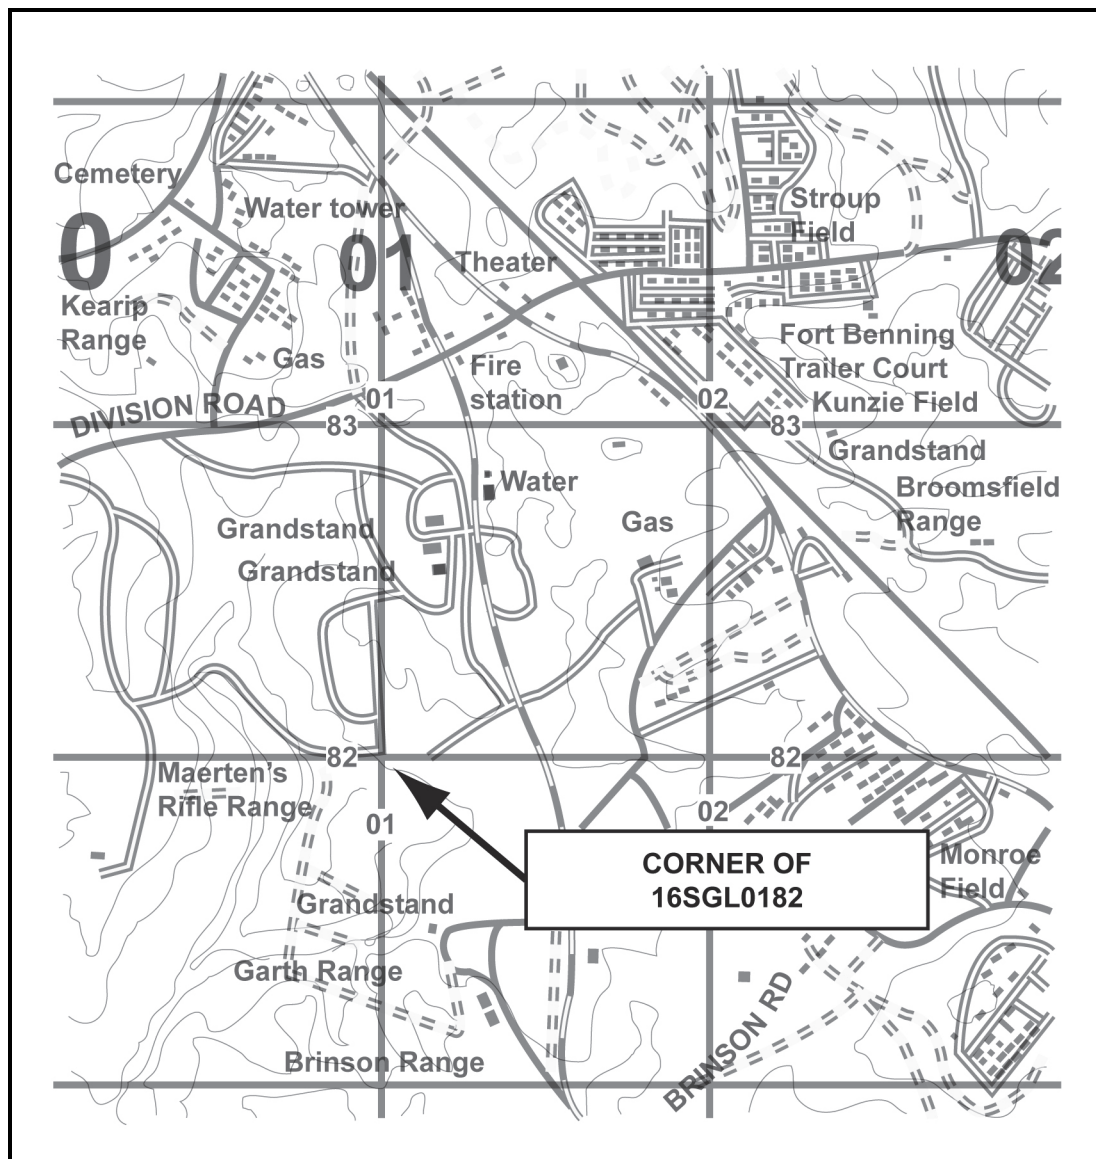 Cemetery
Water tower
Stroup
Field
0
01
02
Theater
Kearip
Range
Gas
Fire
station
Fort Benning
Trailer Court
Kunzie Field
DIVISION ROAD
01
02
83
83
Grandstand
Water
Broomsfield
Range
Grandstand
Gas
Grandstand
82
82
Maerten's
Rifle Range
01
02
CORNER OF
16SGL0182
Monroe
Field
Grandstand
Garth Range
BRINSON RD
Brinson Range